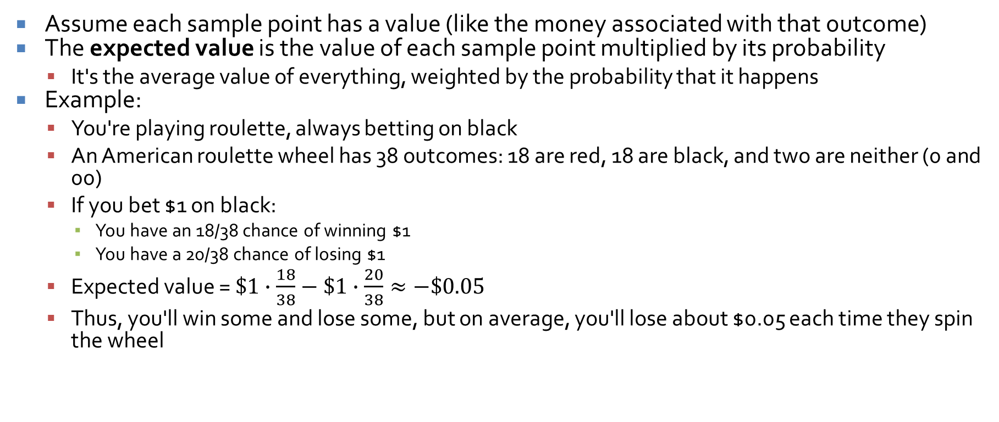 Assume each sample point has a value (like the money associated with that outcome)
The expected value is the value of each sample point multiplied by its probability
It's the average value of everything, weighted by the probability that it happens
Example:
You're playing roulette, always betting on black
An American roulette wheel has 38 outcomes: 18 are red, 18 are black, and two are neither (0 and
00)
If you bet $1 on black:
You have an 18/38 chance of winning $1
You have a 20/38 chance of losing $1
Expected value = $1 · 18/38 − $1 · 20/38 ≈ −$0.05
Thus, you'll win some and lose some, but on average, you'll lose about $0.05 each time they spin
the wheel